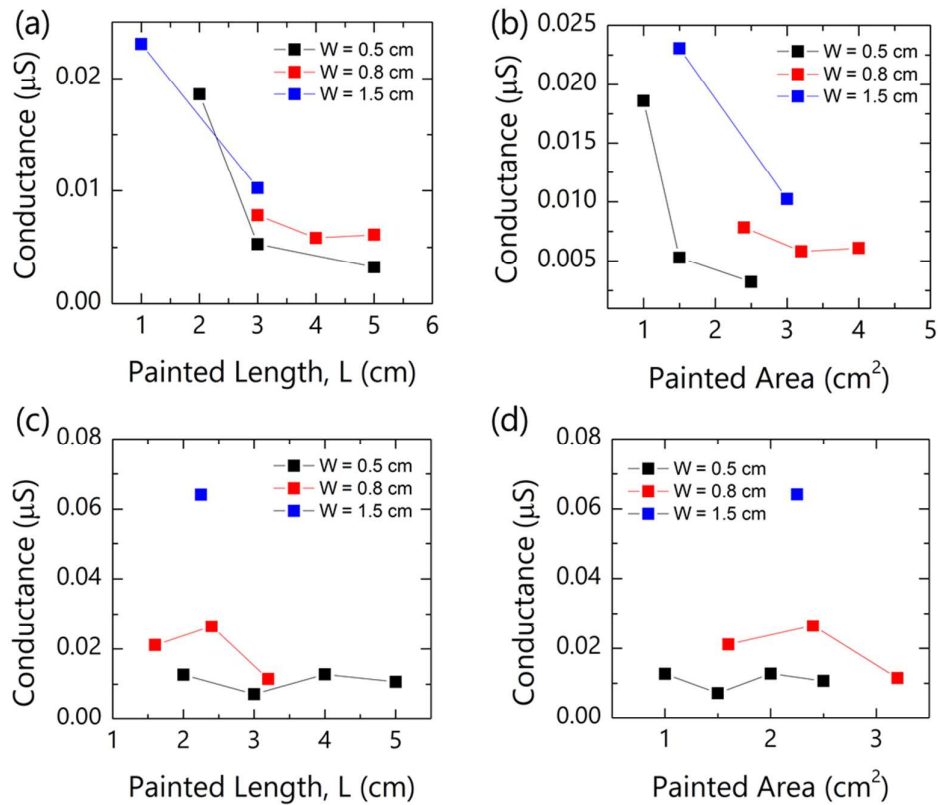 (a)
Conductance (µS)
0.02
0.01
0.00
W = 0.5 cm
W = 0.8 cm
W = 1.5 cm
1 2 3 4 5 6
Painted Length, L (cm)
(b)
Conductance (µS)
0.025
0.020
0.015
0.010
0.005
W = 0.5 cm
W = 0.8 cm
W = 1.5 cm
1 2 3 4 5
Painted Area (cm²)
(c)
Conductance (µS)
0.08
0.06
0.04
0.02
0.00
W = 0.5 cm
W = 0.8 cm
W = 1.5 cm
1 2 3 4 5
Painted Length, L (cm)
(d)
Conductance (µS)
0.08
0.06
0.04
0.02
0.00
W = 0.5 cm
W = 0.8 cm
W = 1.5 cm
1 2 3
Painted Area (cm²)